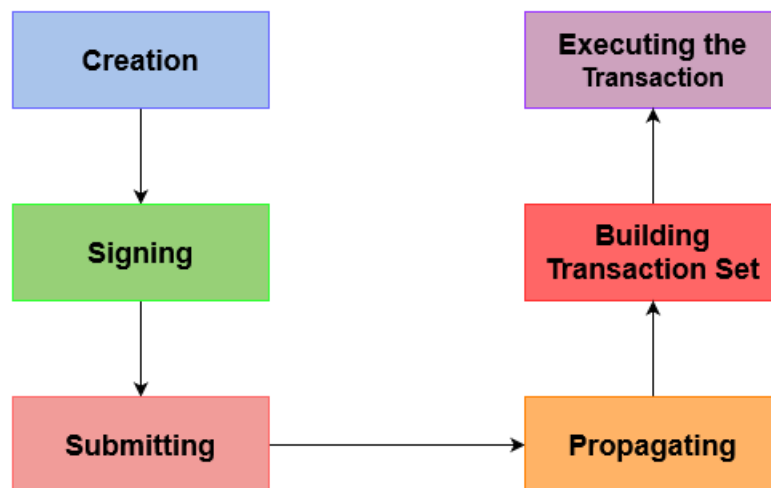 Creation
Signing
Submitting
Propagating
Building
Transaction Set
Executing the
Transaction